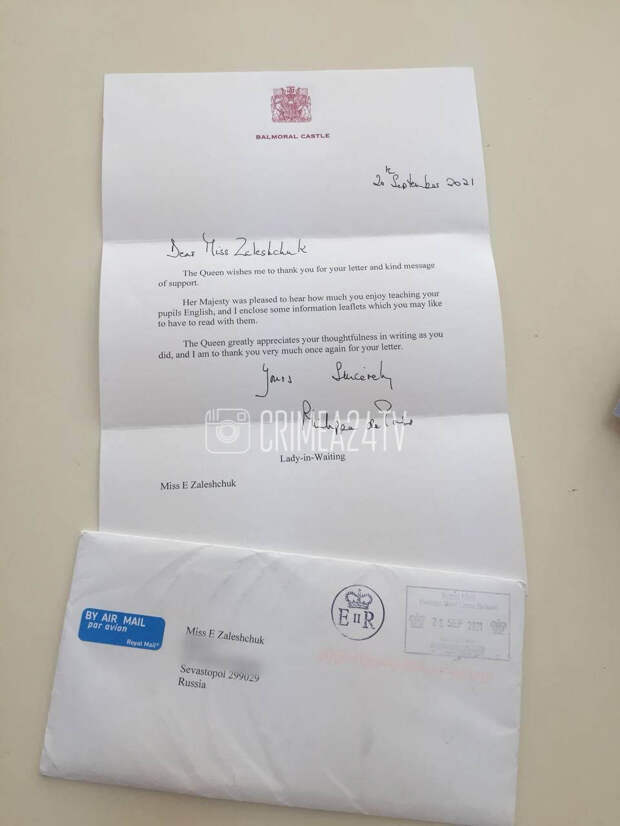 BALMORAL CASTLE
September 2021
Dear Miss Zaleshchuk
The Queen wishes me to thank you for your letter and kind message
of support.
Her Majesty was pleased to hear how much you enjoy teaching your
pupils English, and I enclose some information leaflets which you may like
to have to read with them.
The Queen greatly appreciates your thoughtfulness in writing as you
did, and I am to thank you very much once again for your letter.
Yours Sincerely
CRIMEA24TV
Lady-in-Waiting
Miss E Zaleshchuk
BY AIR MAIL
par avion
Royal Mail
E II R
SEP 2021
Miss E Zaleshchuk
Sevastopol 299029
Russia